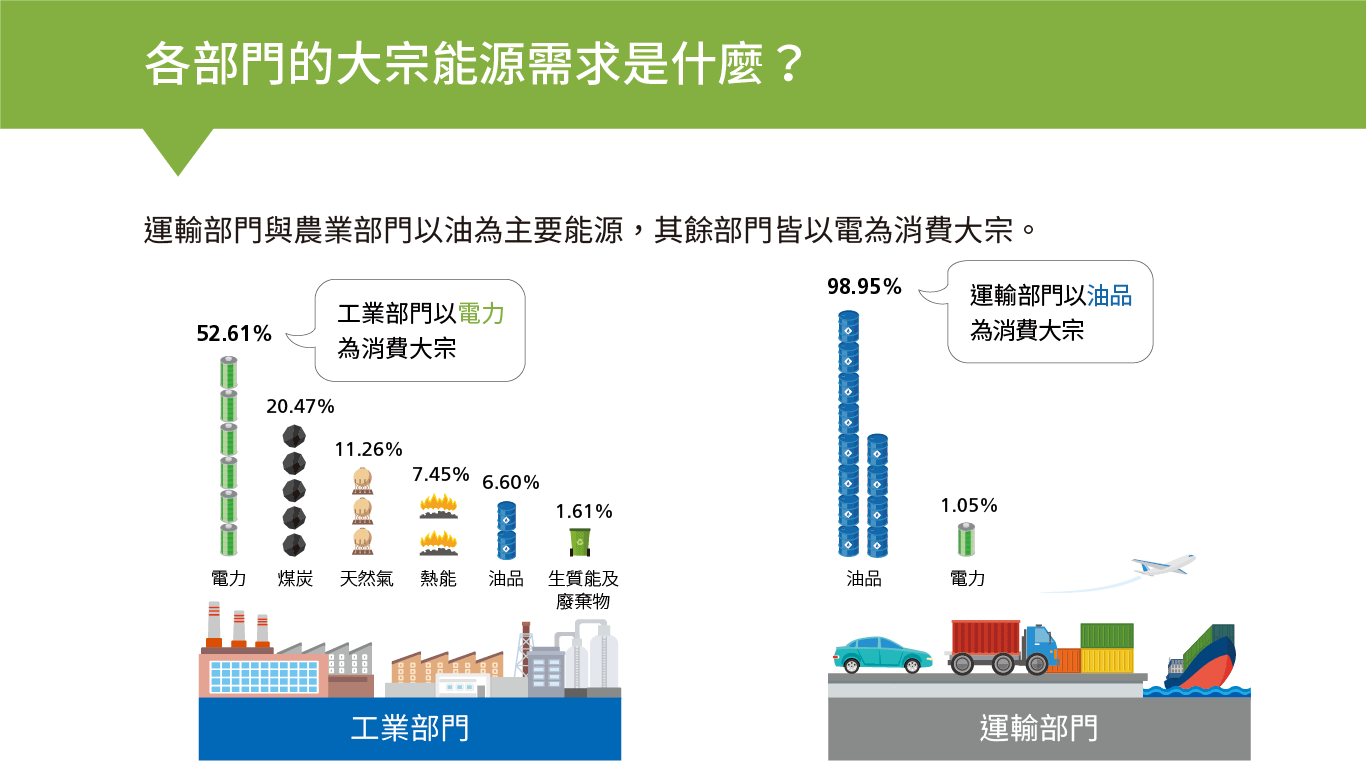 各部門的大宗能源需求是什麼？
運輸部門與農業部門以油為主要能源，其餘部門皆以電為消費大宗。
工業部門以電力
為消費大宗
52.61%
20.47%
11.26%
7.45%
6.60%
1.61%
電力
煤炭
天然氣
熱能
油品
生質能及
廢棄物
工業部門
98.95%
運輸部門以油品
為消費大宗
1.05%
油品
電力
運輸部門